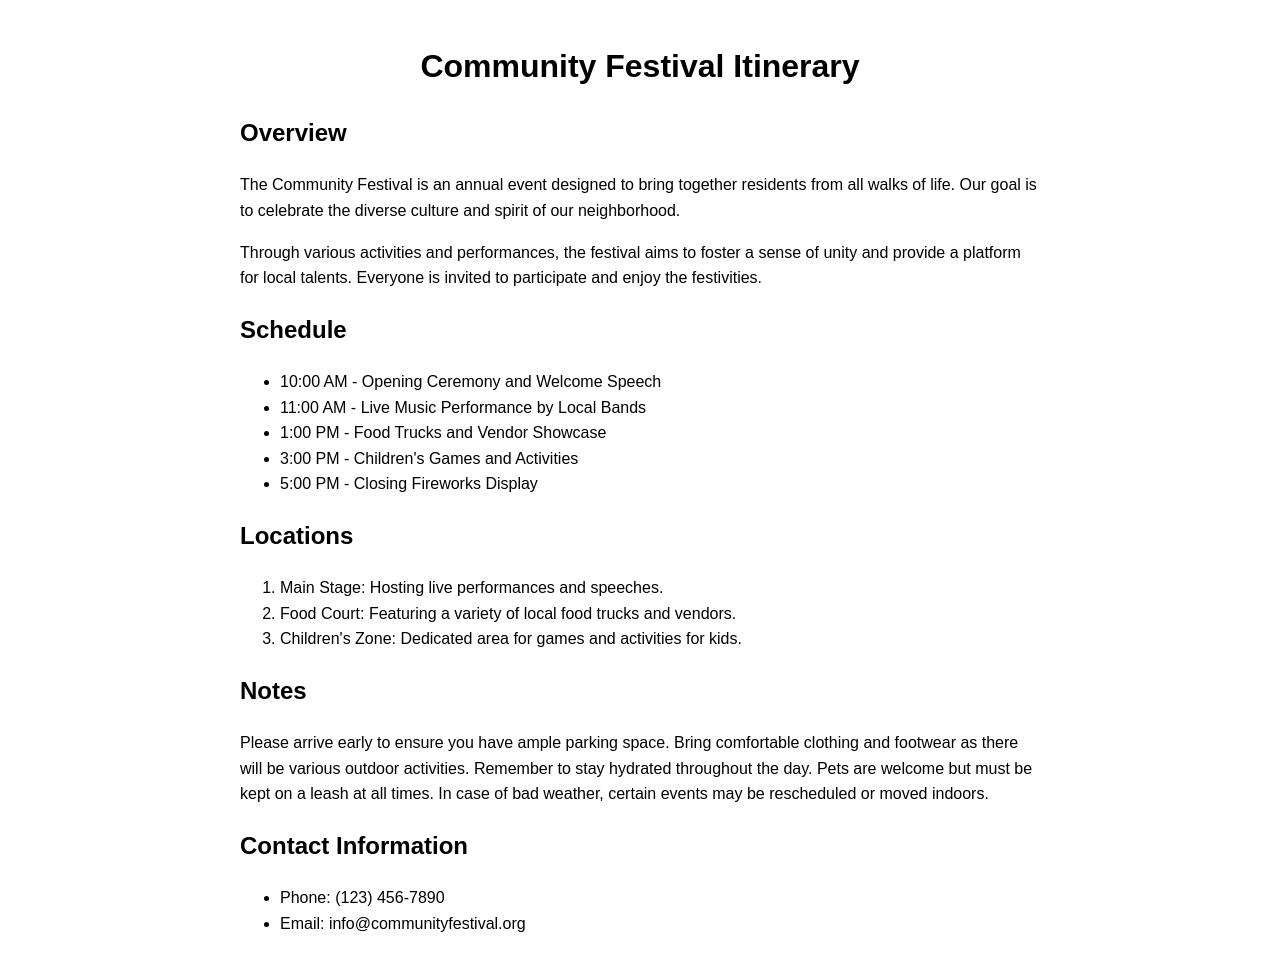 Community Festival Itinerary
Overview
The Community Festival is an annual event designed to bring together residents from all walks of life. Our goal is
to celebrate the diverse culture and spirit of our neighborhood.
Through various activities and performances, the festival aims to foster a sense of unity and provide a platform
for local talents. Everyone is invited to participate and enjoy the festivities.
Schedule
• 10:00 AM - Opening Ceremony and Welcome Speech
• 11:00 AM - Live Music Performance by Local Bands
• 1:00 PM - Food Trucks and Vendor Showcase
• 3:00 PM - Children's Games and Activities
• 5:00 PM - Closing Fireworks Display
Locations
1. Main Stage: Hosting live performances and speeches.
2. Food Court: Featuring a variety of local food trucks and vendors.
3. Children's Zone: Dedicated area for games and activities for kids.
Notes
Please arrive early to ensure you have ample parking space. Bring comfortable clothing and footwear as there
will be various outdoor activities. Remember to stay hydrated throughout the day. Pets are welcome but must be
kept on a leash at all times. In case of bad weather, certain events may be rescheduled or moved indoors.
Contact Information
• Phone: (123) 456-7890
• Email: info@communityfestival.org